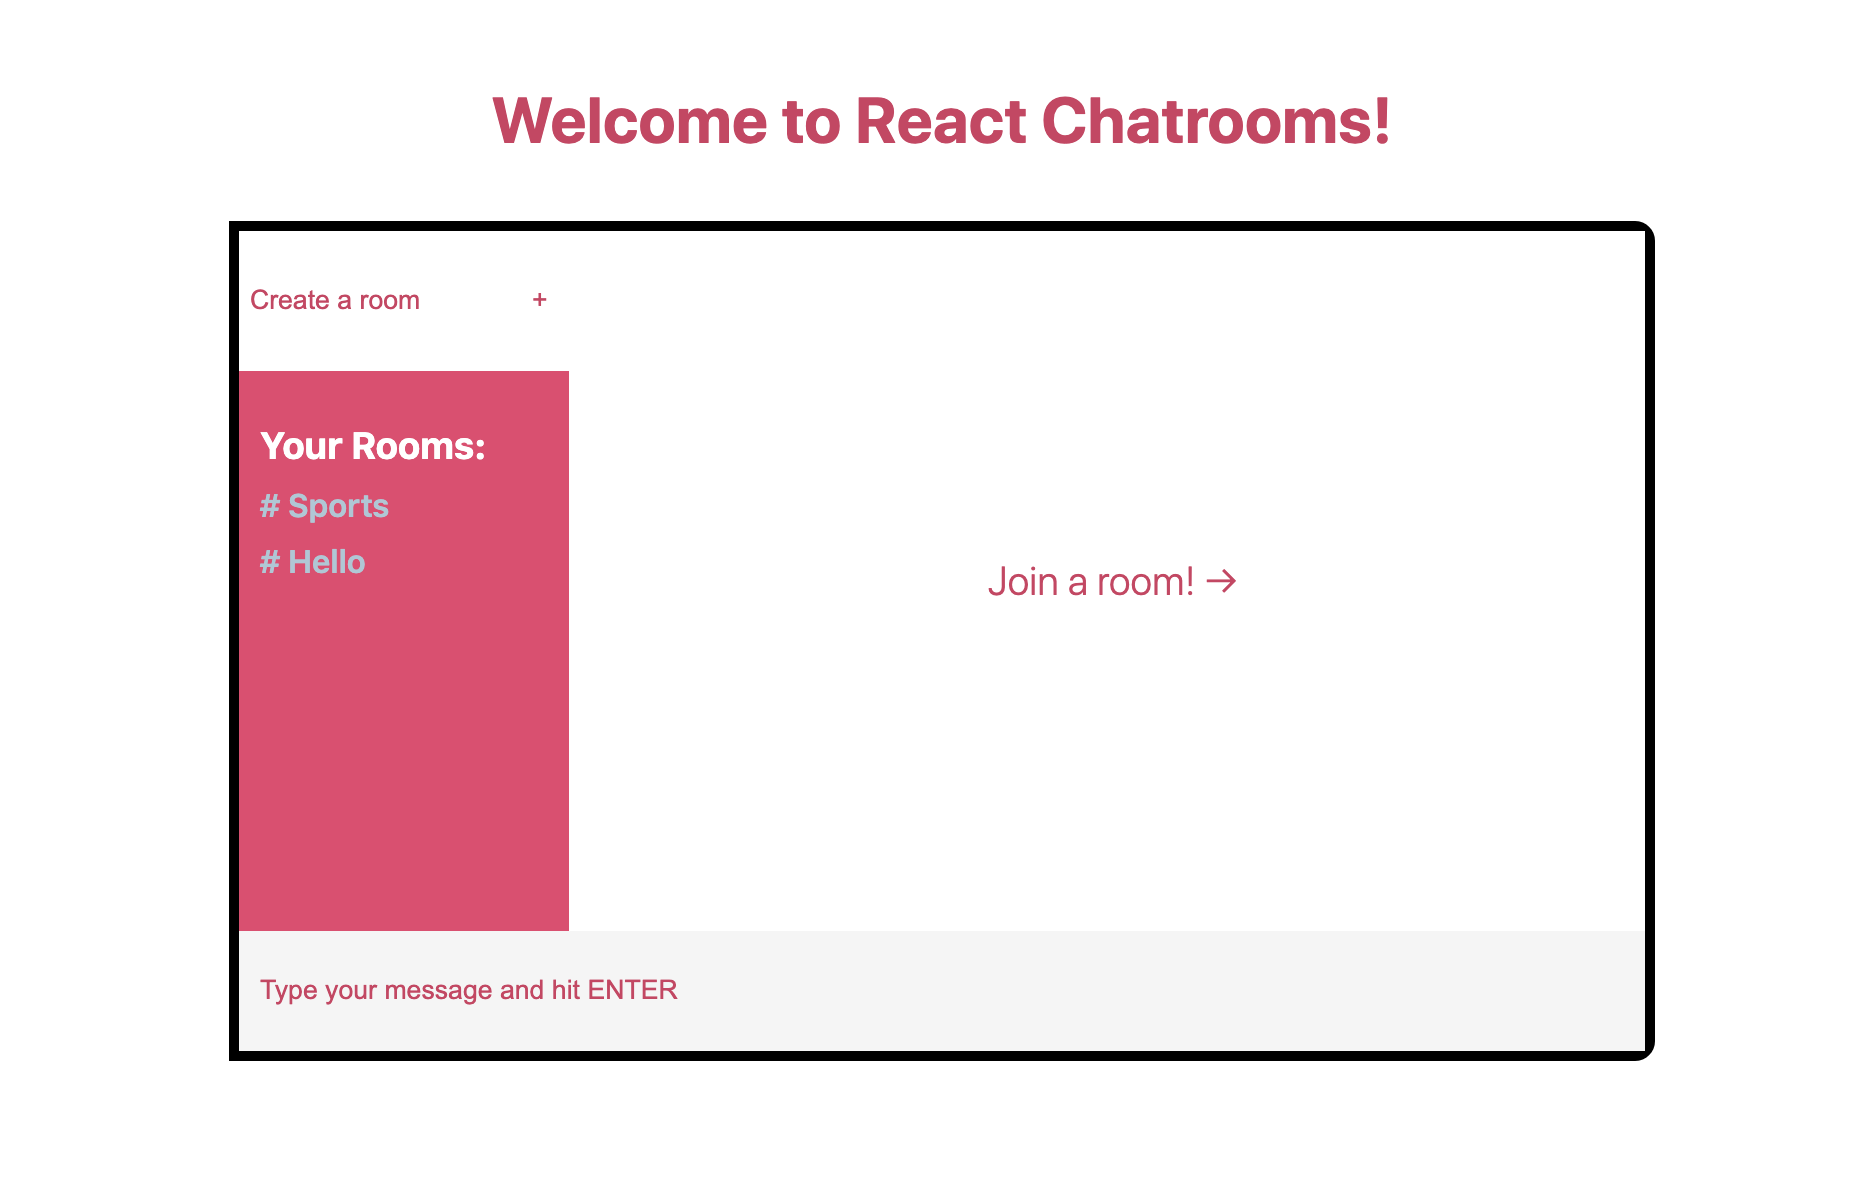 Welcome to React Chatrooms!
Create a room +
Your Rooms:
# Sports
# Hello
Join a room! →
Type your message and hit ENTER